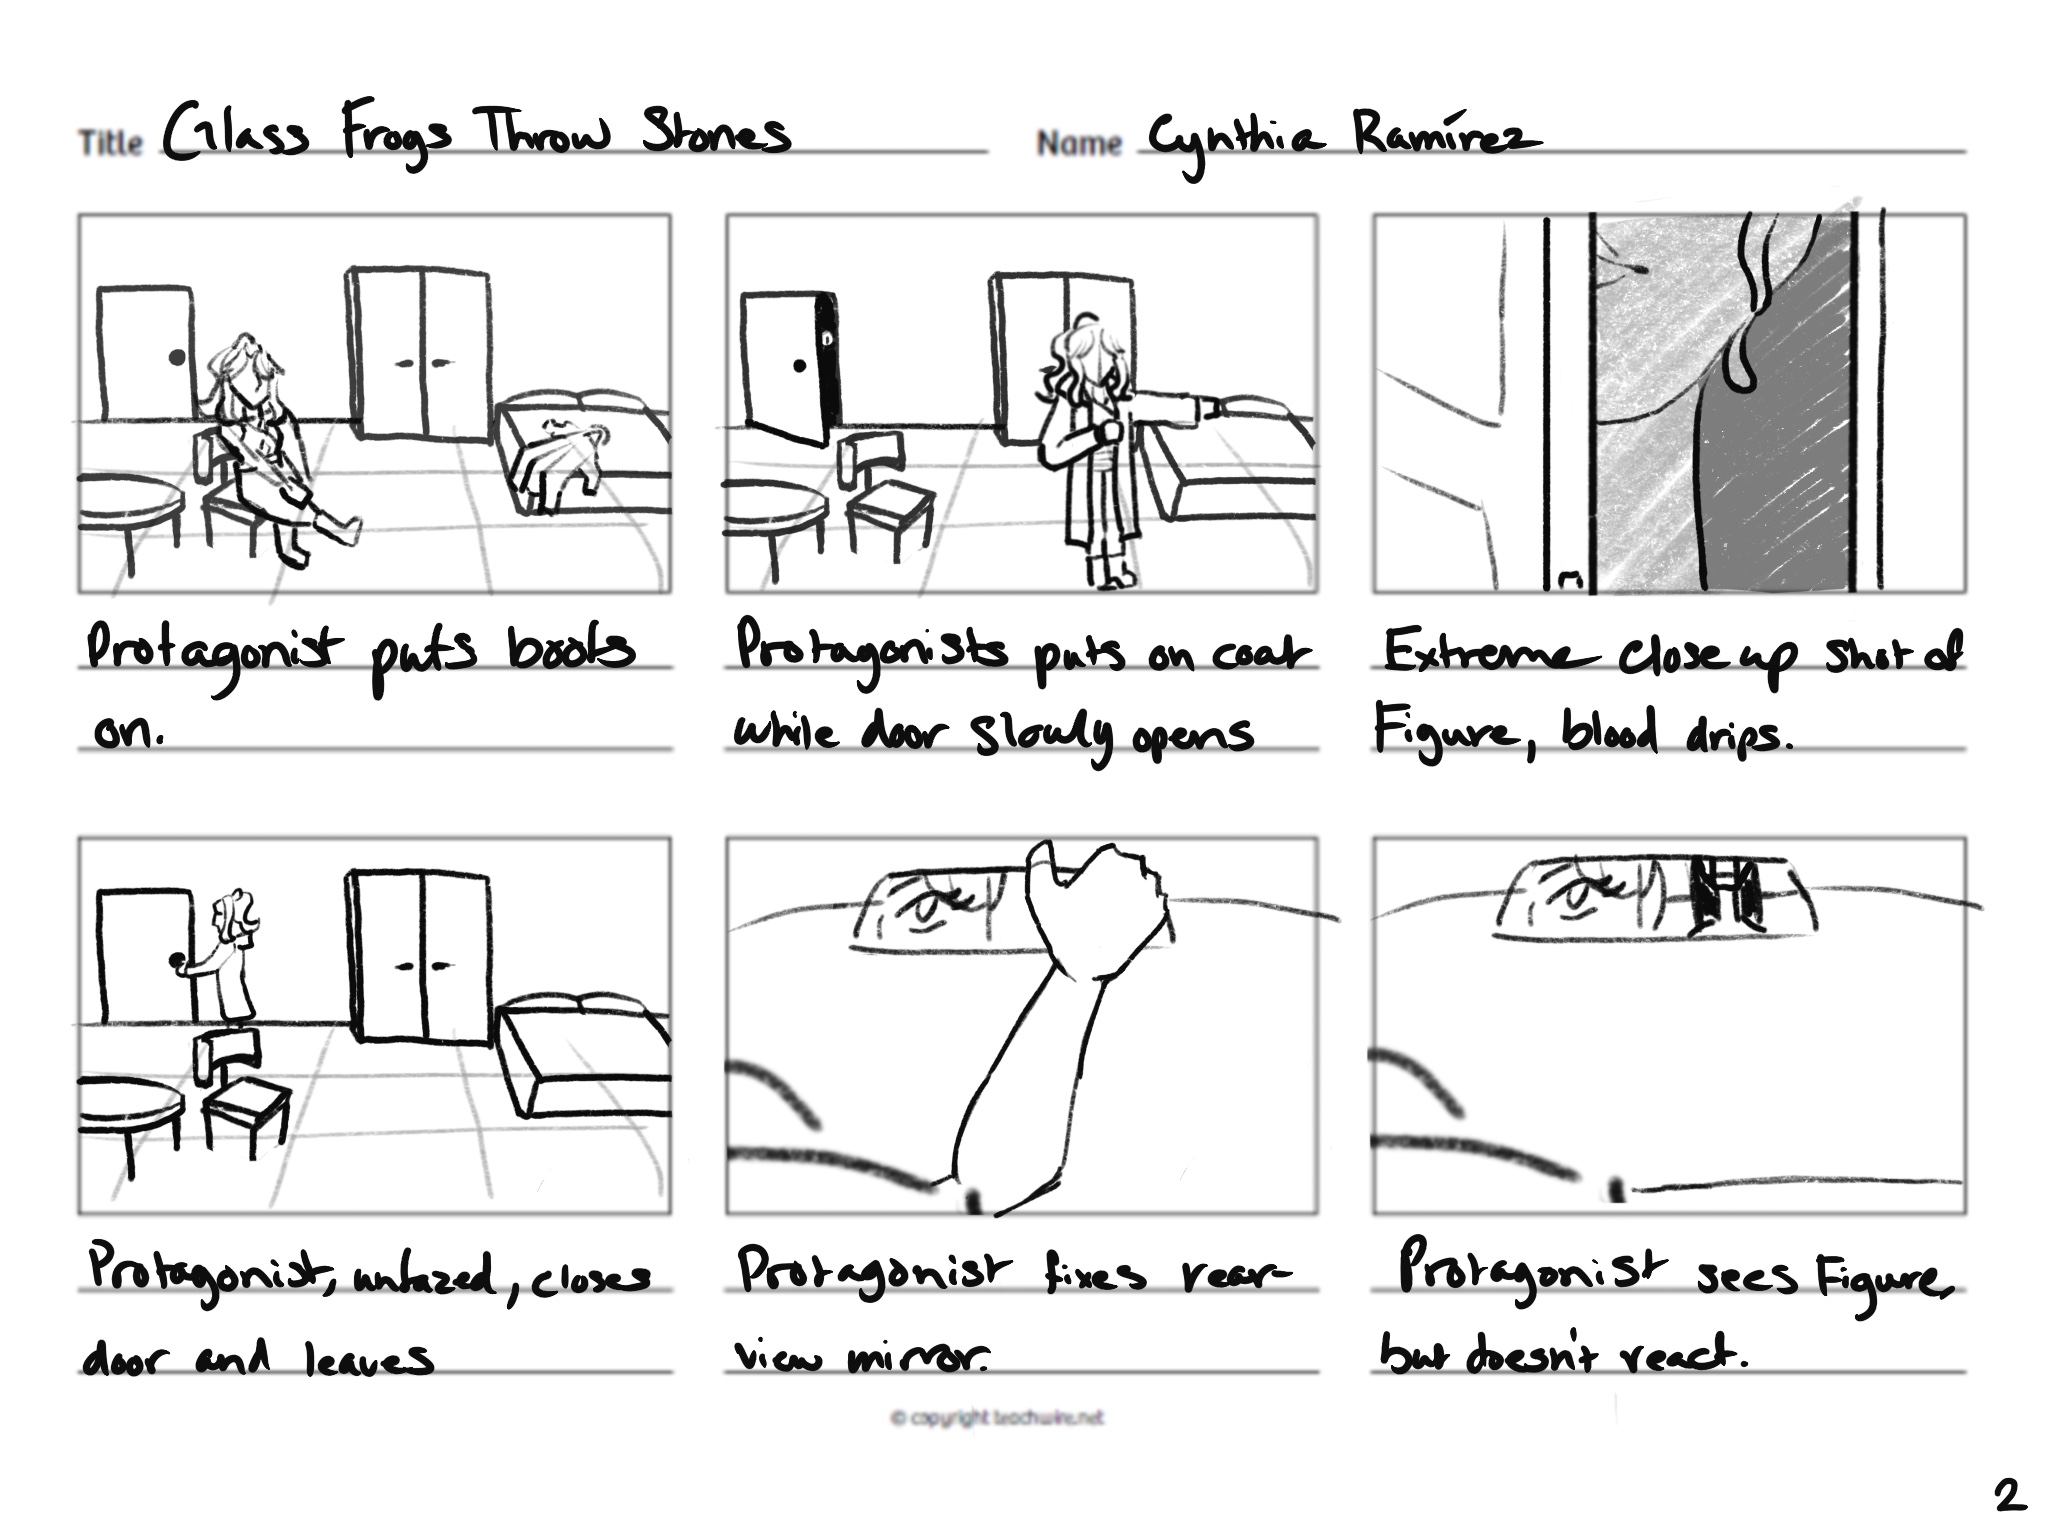 Title Glass Frogs Throw Stones
Name Cynthia Ramírez
Protagonist puts boots
on.
Protagonists puts on coat
while door slowly opens
Extreme close up shot of
Figure, blood drips.
Protagonist, unfazed, closes
door and leaves
Protagonist fixes rear-
view mirror.
Protagonist sees Figure,
but doesn't react.
© copyright teachwire.net
2